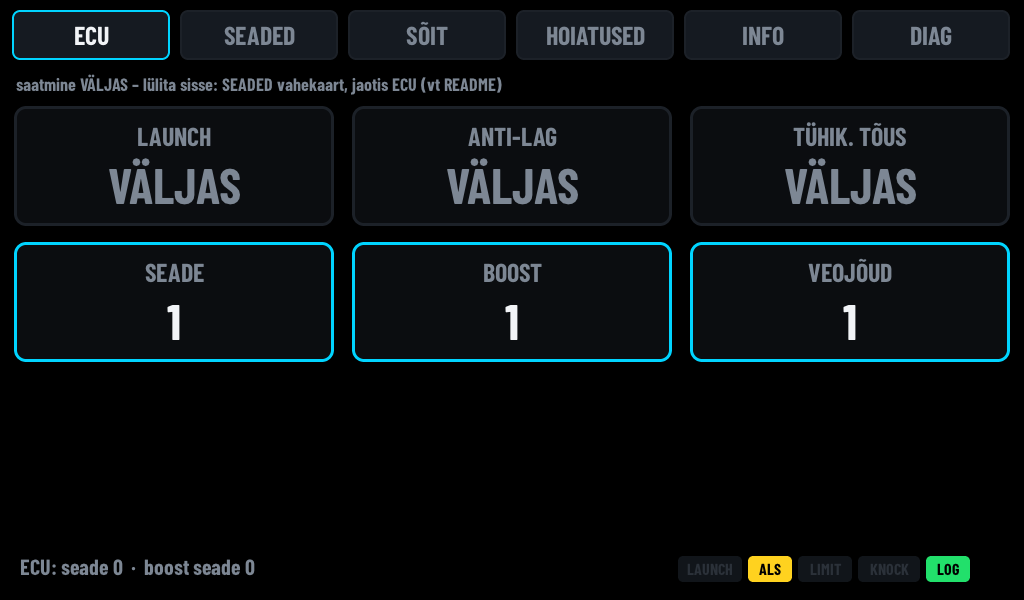 ECU SEADED SÕIT HOIATUSED INFO DIAG
saatmine VÄLJAS – lülita sisse: SEADED vahekaart, jaotis ECU (vt README)
LAUNCH ANTI-LAG TÜHIK. TÕUS
VÄLJAS VÄLJAS VÄLJAS
SEADE BOOST VEOJÕUD
1 1 1
ECU: seade 0 · boost seade 0 LAUNCH ALS LIMIT KNOCK LOG